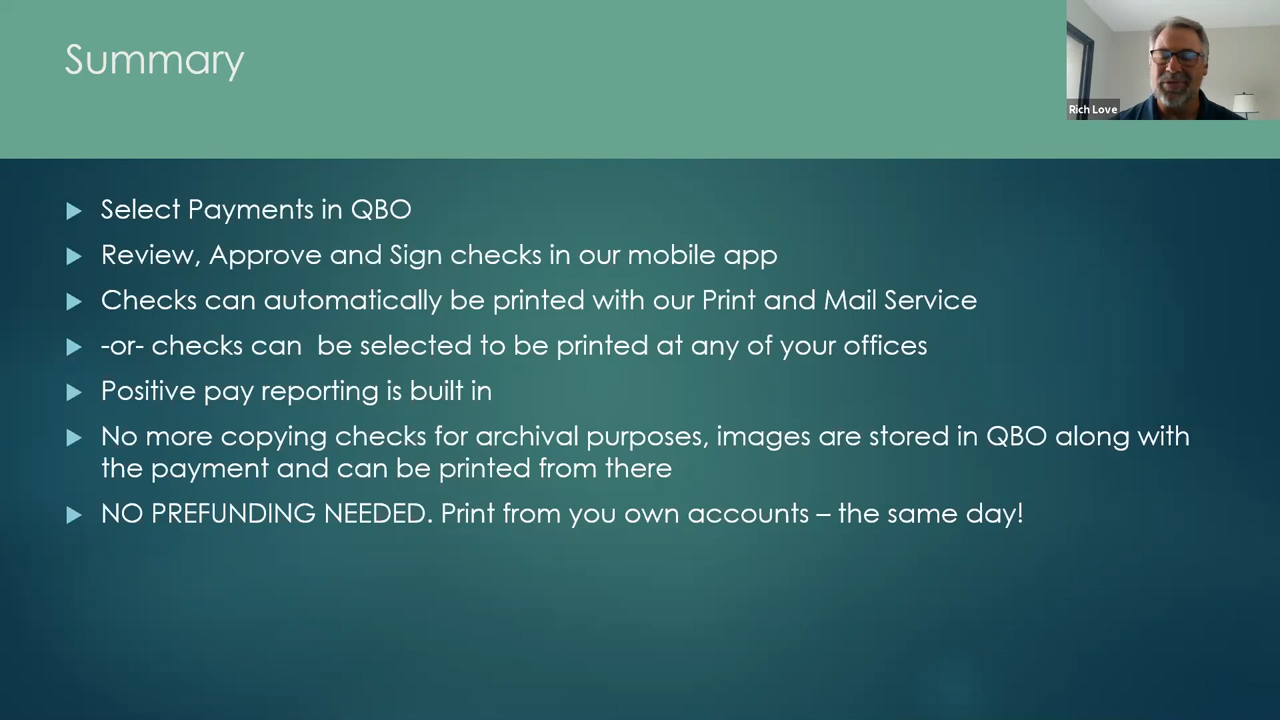 Summary
Rich Love
Select Payments in QBO
Review, Approve and Sign checks in our mobile app
Checks can automatically be printed with our Print and Mail Service
-or- checks can  be selected to be printed at any of your offices
Positive pay reporting is built in
No more copying checks for archival purposes, images are stored in QBO along with
the payment and can be printed from there
NO PREFUNDING NEEDED. Print from you own accounts – the same day!